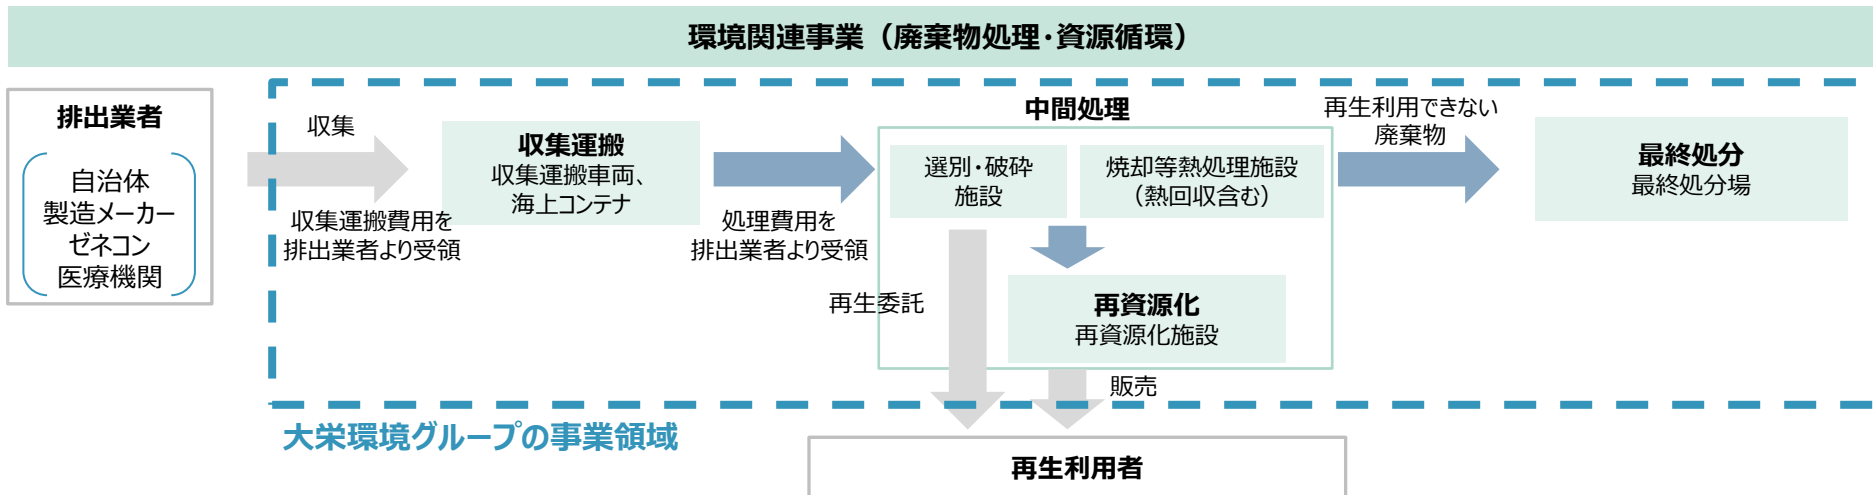 環境関連事業（廃棄物処理・資源循環）
排出業者
自治体
製造メーカー
ゼネコン
医療機関
収集
収集運搬費用を
排出業者より受領
収集運搬
収集運搬車両、
海上コンテナ
処理費用を
排出業者より受領
中間処理
選別・破砕
施設
焼却等熱処理施設
（熱回収含む）
再生委託
再資源化
再資源化施設
販売
再生利用できない
廃棄物
最終処分
最終処分場
大栄環境グループの事業領域
再生利用者